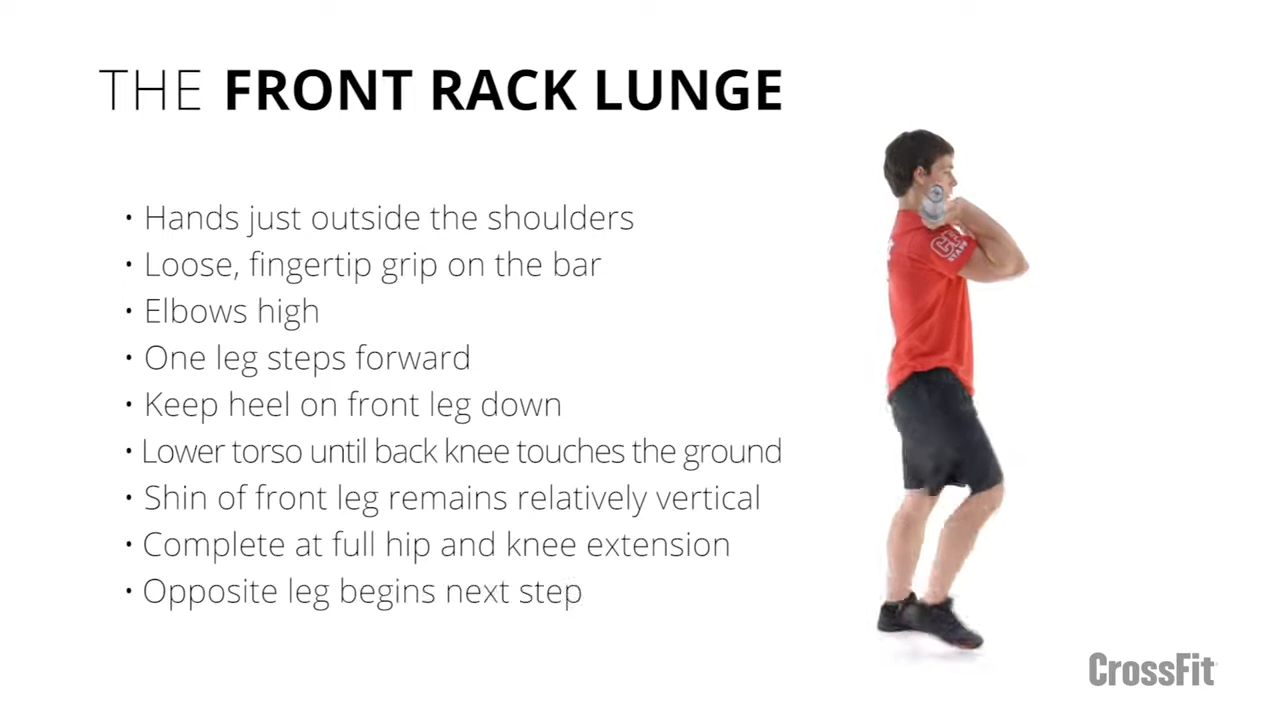 THE FRONT RACK LUNGE
• Hands just outside the shoulders
• Loose, fingertip grip on the bar
• Elbows high
• One leg steps forward
• Keep heel on front leg down
• Lower torso until back knee touches the ground
• Shin of front leg remains relatively vertical
• Complete at full hip and knee extension
• Opposite leg begins next step
STAFF
CrossFit